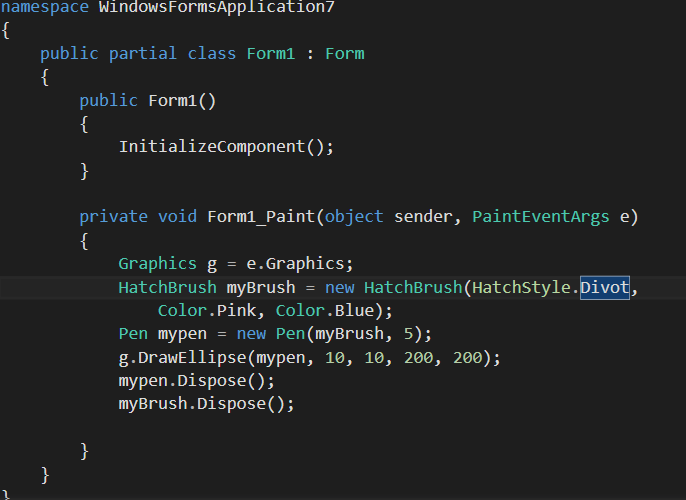 namespace WindowsFormsApplication7
{
    public partial class Form1 : Form
    {
        public Form1()
        {
            InitializeComponent();
        }

        private void Form1_Paint(object sender, PaintEventArgs e)
        {
            Graphics g = e.Graphics;
            HatchBrush myBrush = new HatchBrush(HatchStyle.Divot,
                Color.Pink, Color.Blue);
            Pen mypen = new Pen(myBrush, 5);
            g.DrawEllipse(mypen, 10, 10, 200, 200);
            mypen.Dispose();
            myBrush.Dispose();

        }
    }
}